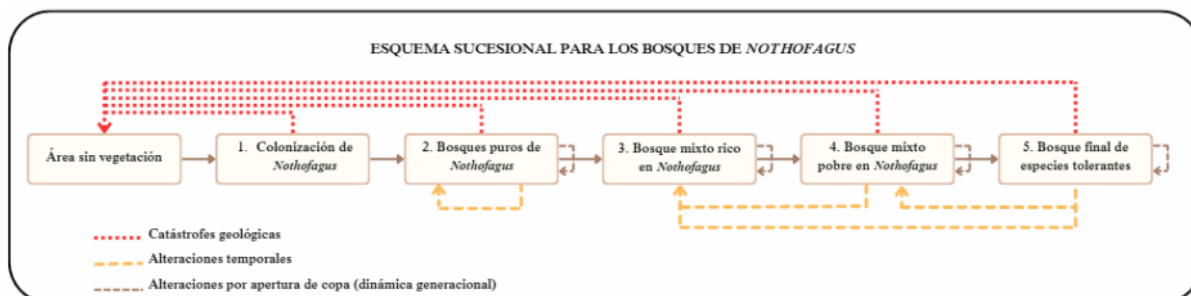 ESQUEMA SUCESIONAL PARA LOS BOSQUES DE NOTHOFAGUS
Área sin vegetación
1. Colonización de
Nothofagus
2. Bosques puros de
Nothofagus
3. Bosque mixto rico
en Nothofagus
4. Bosque mixto
pobre en Nothofagus
5. Bosque final de
especies tolerantes
Catástrofes geológicas
Alteraciones temporales
Alteraciones por apertura de copa (dinámica generacional)